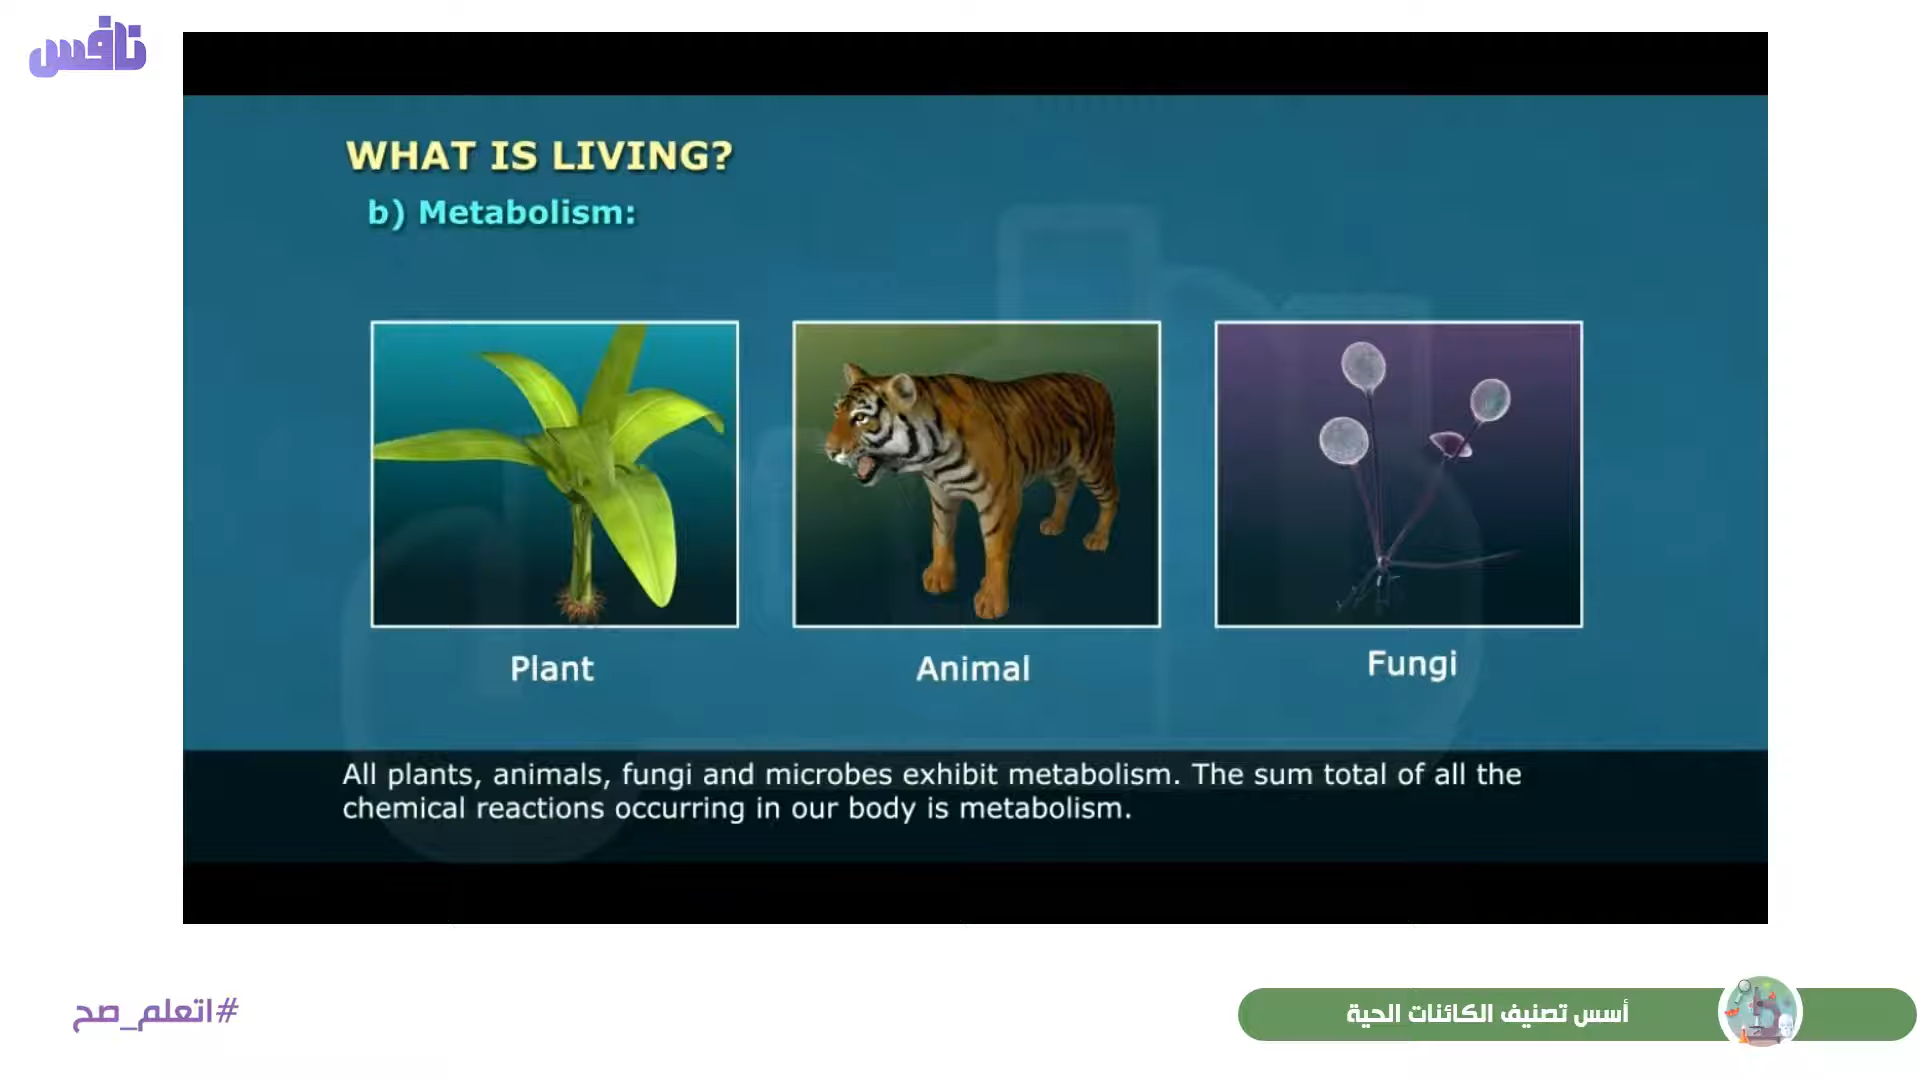 نافس
WHAT IS LIVING?
b) Metabolism:
Plant
Animal
Fungi
All plants, animals, fungi and microbes exhibit metabolism. The sum total of all the
chemical reactions occurring in our body is metabolism.
#اتعلم_صح
أسس تصنيف الكائنات الحية